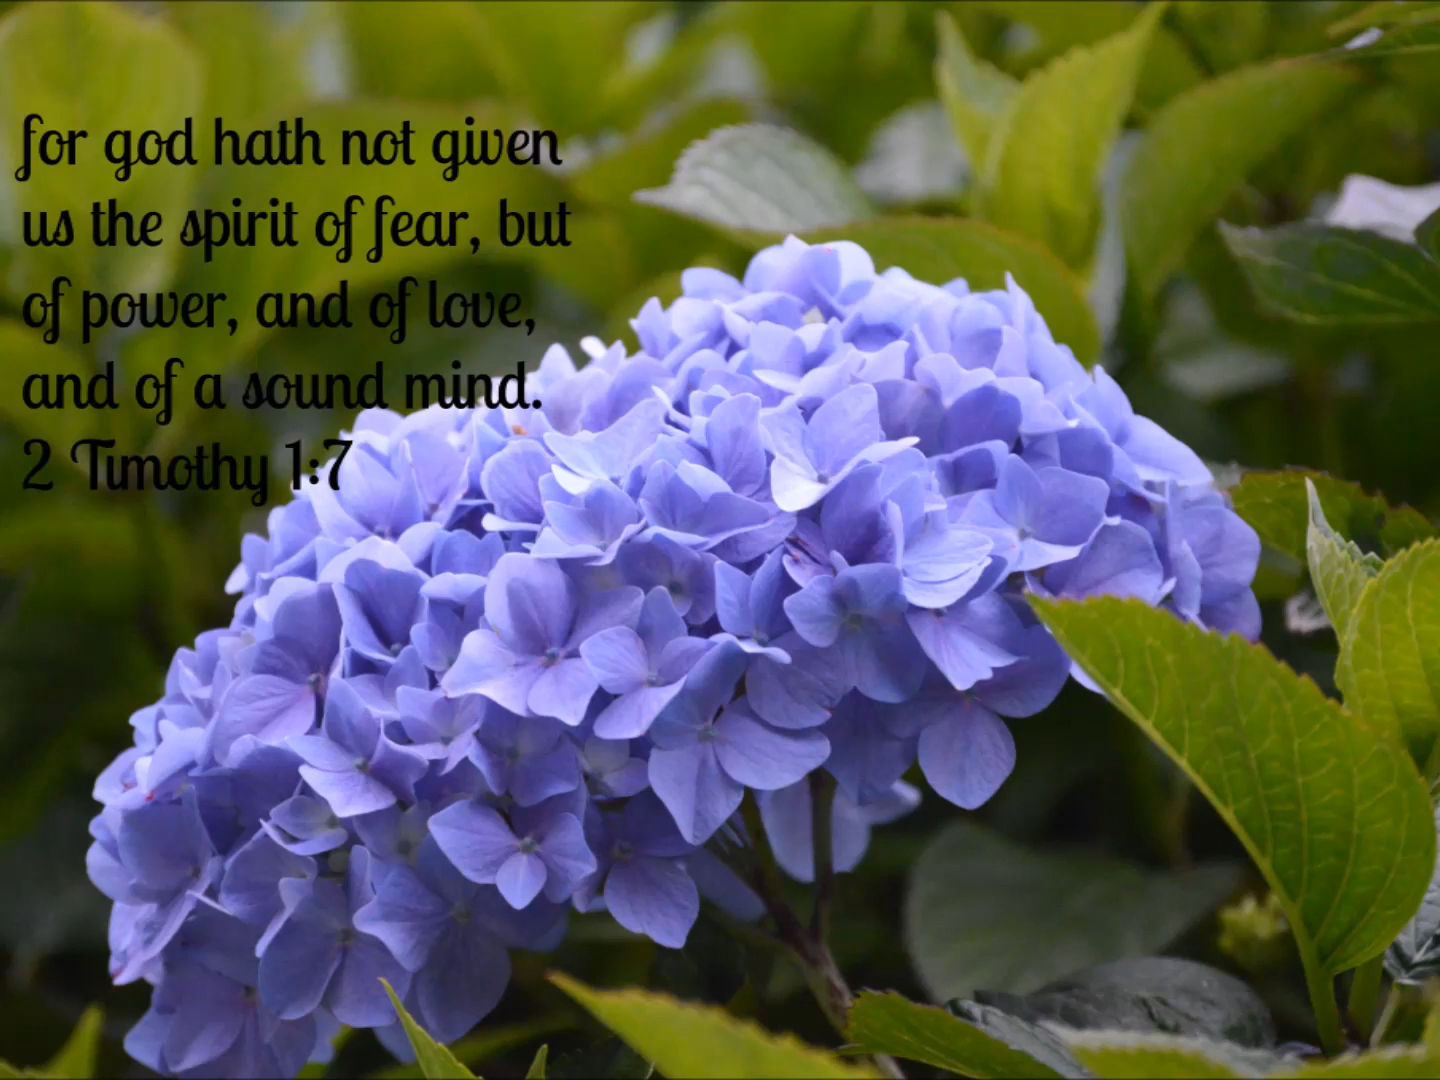 for god hath not given
us the spirit of fear, but
of power, and of love,
and of a sound mind.
2 Timothy 1:7